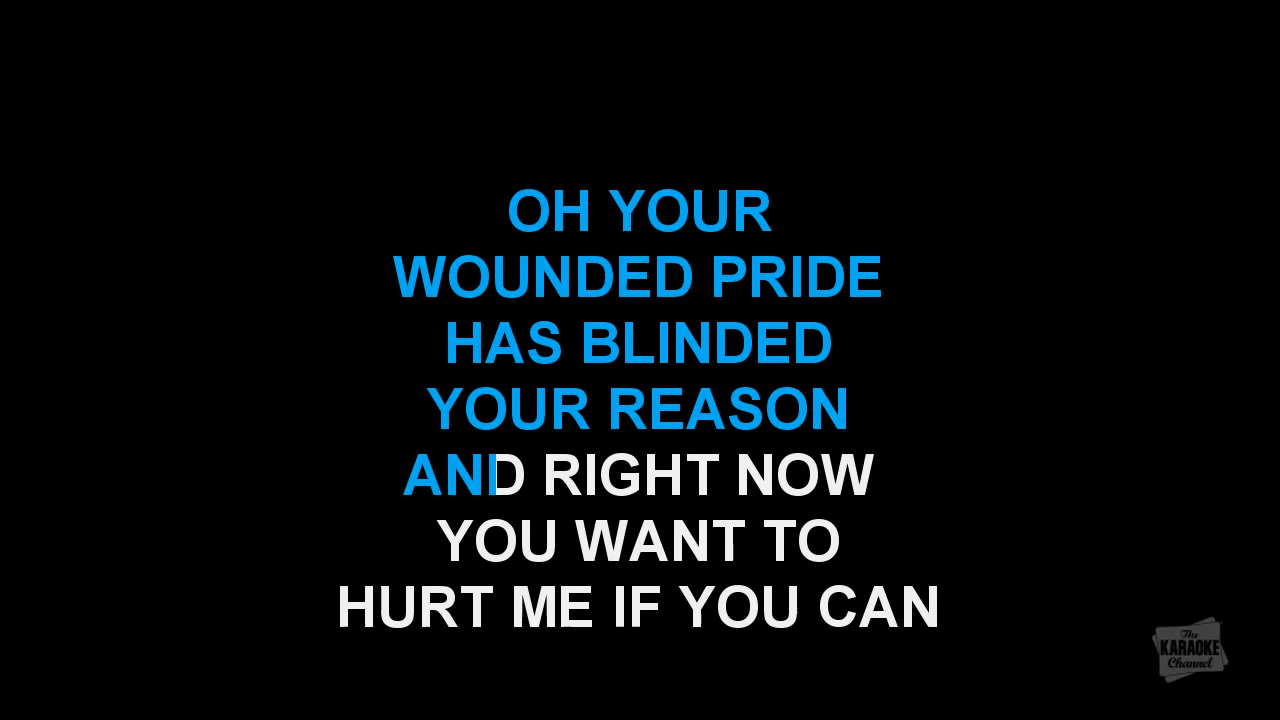 OH YOUR
WOUNDED PRIDE
HAS BLINDED
YOUR REASON
AND RIGHT NOW
YOU WANT TO
HURT ME IF YOU CAN
The
KARAOKE
Channel